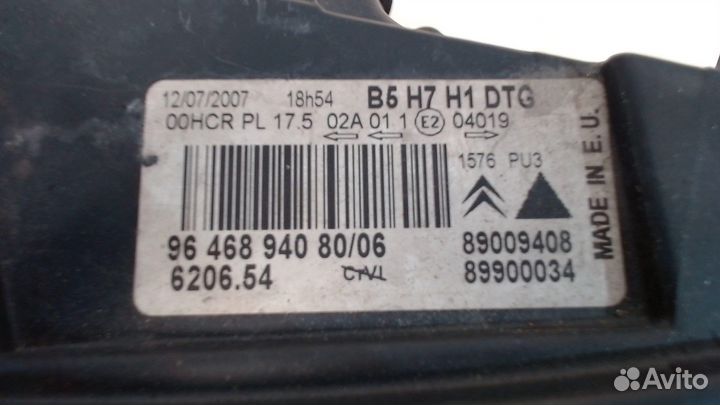 12/07/2007 18h54 B5 H7 H1 DTG
00HCR PL 17.5 02A 01 1 E2 04019
1576 PU3
96 468 940 80/06 89009408
6206.54 89900034
MADE IN E.U.
Avito